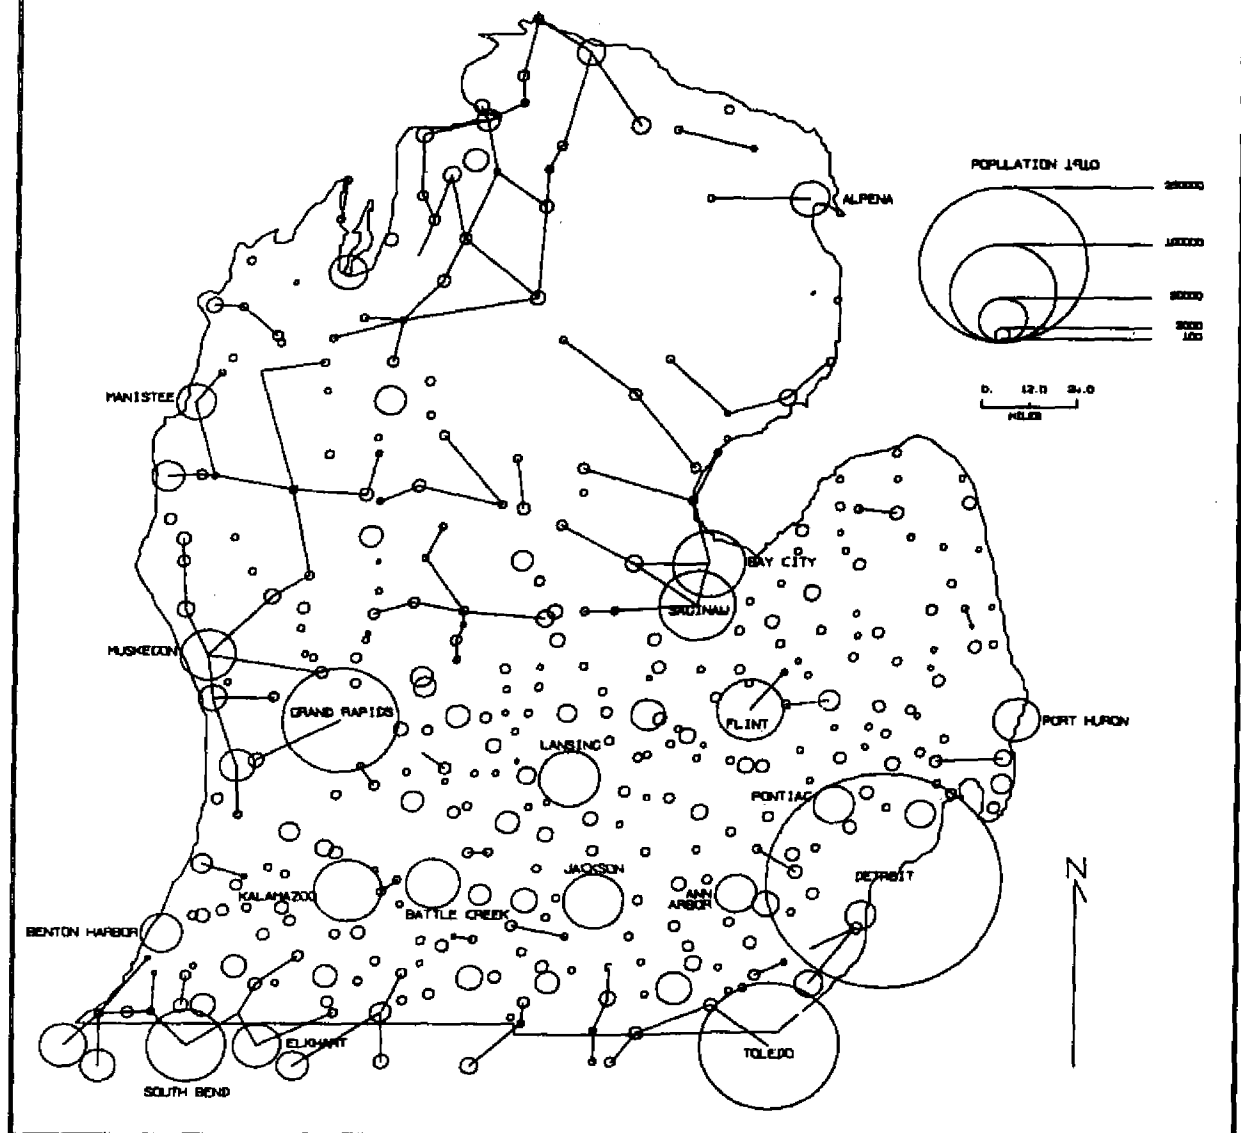 POPULATION 1910
250000
100000
20000
2000
100
ALPENA
0. 12.0 24.0
MILES
MANISTEE
BAY CITY
SAGINAW
MUSKEGON
GRAND RAPIDS
FLINT
PORT HURON
LANSING
PONTIAC
N
JACKSON
DETROIT
KALAMAZOO
ANN
ARBOR
BATTLE CREEK
BENTON HARBOR
ELKHART
TOLEDO
SOUTH BEND